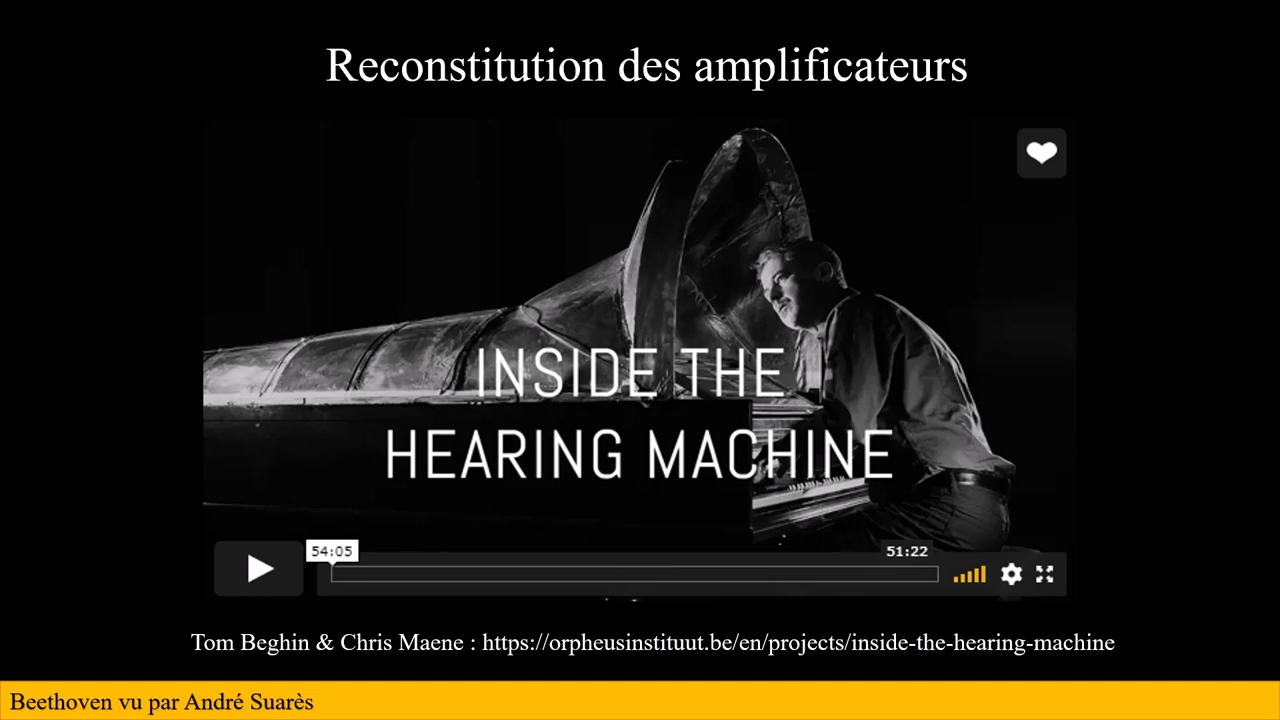 Reconstitution des amplificateurs
INSIDE THE
HEARING MACHINE
54:05
51:22
Tom Beghin & Chris Maene : https://orpheusinstituut.be/en/projects/inside-the-hearing-machine
Beethoven vu par André Suarès